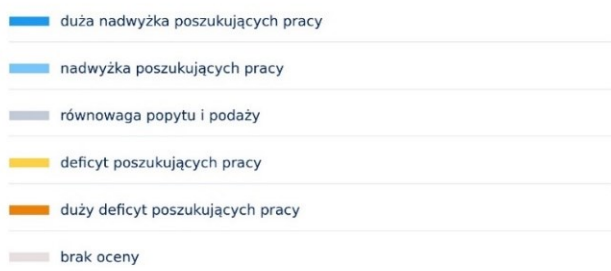 duża nadwyżka poszukujących pracy
nadwyżka poszukujących pracy
równowaga popytu i podaży
deficyt poszukujących pracy
duży deficyt poszukujących pracy
brak oceny